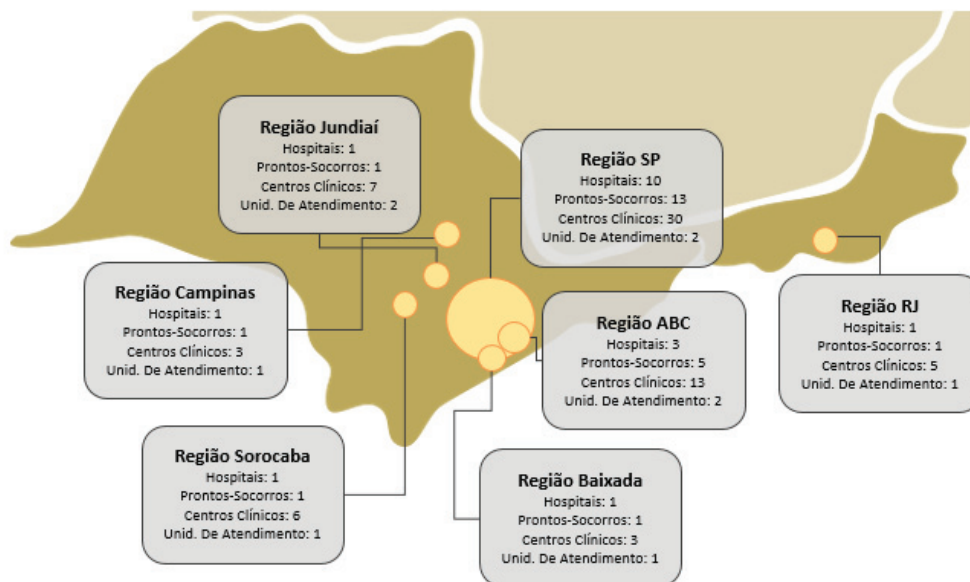 Região Jundiaí
Hospitais: 1
Prontos-Socorros: 1
Centros Clínicos: 7
Unid. De Atendimento: 2
Região SP
Hospitais: 10
Prontos-Socorros: 13
Centros Clínicos: 30
Unid. De Atendimento: 2
Região Campinas
Hospitais: 1
Prontos-Socorros: 1
Centros Clínicos: 3
Unid. De Atendimento: 1
Região ABC
Hospitais: 3
Prontos-Socorros: 5
Centros Clínicos: 13
Unid. De Atendimento: 2
Região RJ
Hospitais: 1
Prontos-Socorros: 1
Centros Clínicos: 5
Unid. De Atendimento: 1
Região Sorocaba
Hospitais: 1
Prontos-Socorros: 1
Centros Clínicos: 6
Unid. De Atendimento: 1
Região Baixada
Hospitais: 1
Prontos-Socorros: 1
Centros Clínicos: 3
Unid. De Atendimento: 1